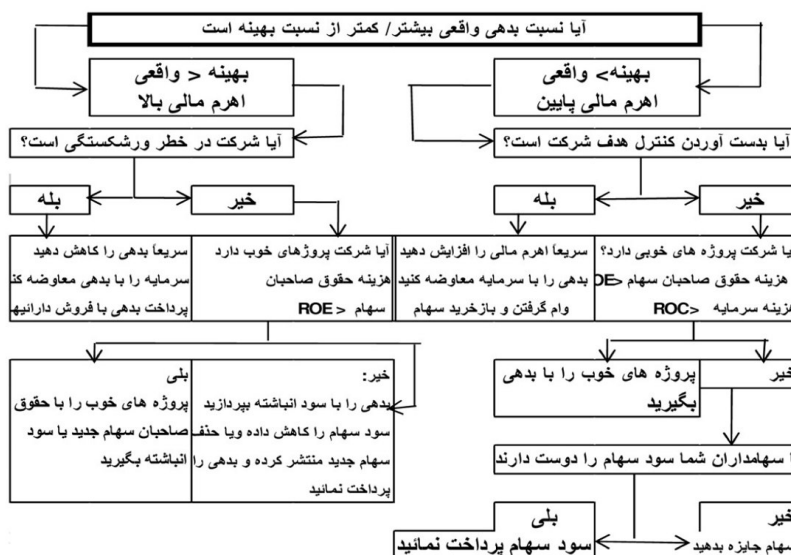 آیا نسبت بدهی واقعی بیشتر/ کمتر از نسبت بهینه است
بهینه> واقعی
اهرم مالی پایین
بهینه < واقعی
اهرم مالی بالا
آیا بدست آوردن کنترل هدف شرکت است؟
آیا شرکت در خطر ورشکستگی است؟
خیر
بله
خیر
بله
یا شرکت پروژه های خوبی دارد؟
هزینه حقوق صاحبان سهام >OE
هزینه سرمایه >ROC
سریعاً اهرم مالی را افزایش دهید
بدهی را با سرمایه معاوضه کنید
وام گرفتن و بازخرید سهام
آیا شرکت پروژهای خوب دارد
هزینه حقوق صاحبان
سهام < ROE
سریعاً بدهی را کاهش دهید
سرمایه را با بدهی معاوضه کنی
پرداخت بدهی با فروش دارائیه
خیر
پروژه های خوب را با بدهی
بگیرید
خیر:
بدهی را با سود انباشته بپردازید
سود سهام را کاهش داده ویا حذف
سهام جدید منتشر کرده و بدهی را
پرداخت نمائید
بلی
پروژه های خوب را با حقوق
صاحبان سهام جدید یا سود
انباشته بگیرید
ا سهامداران شما سود سهام را دوست دارند
خیر
سهام جایزه بدهید
بلی
سود سهام پرداخت نمائید